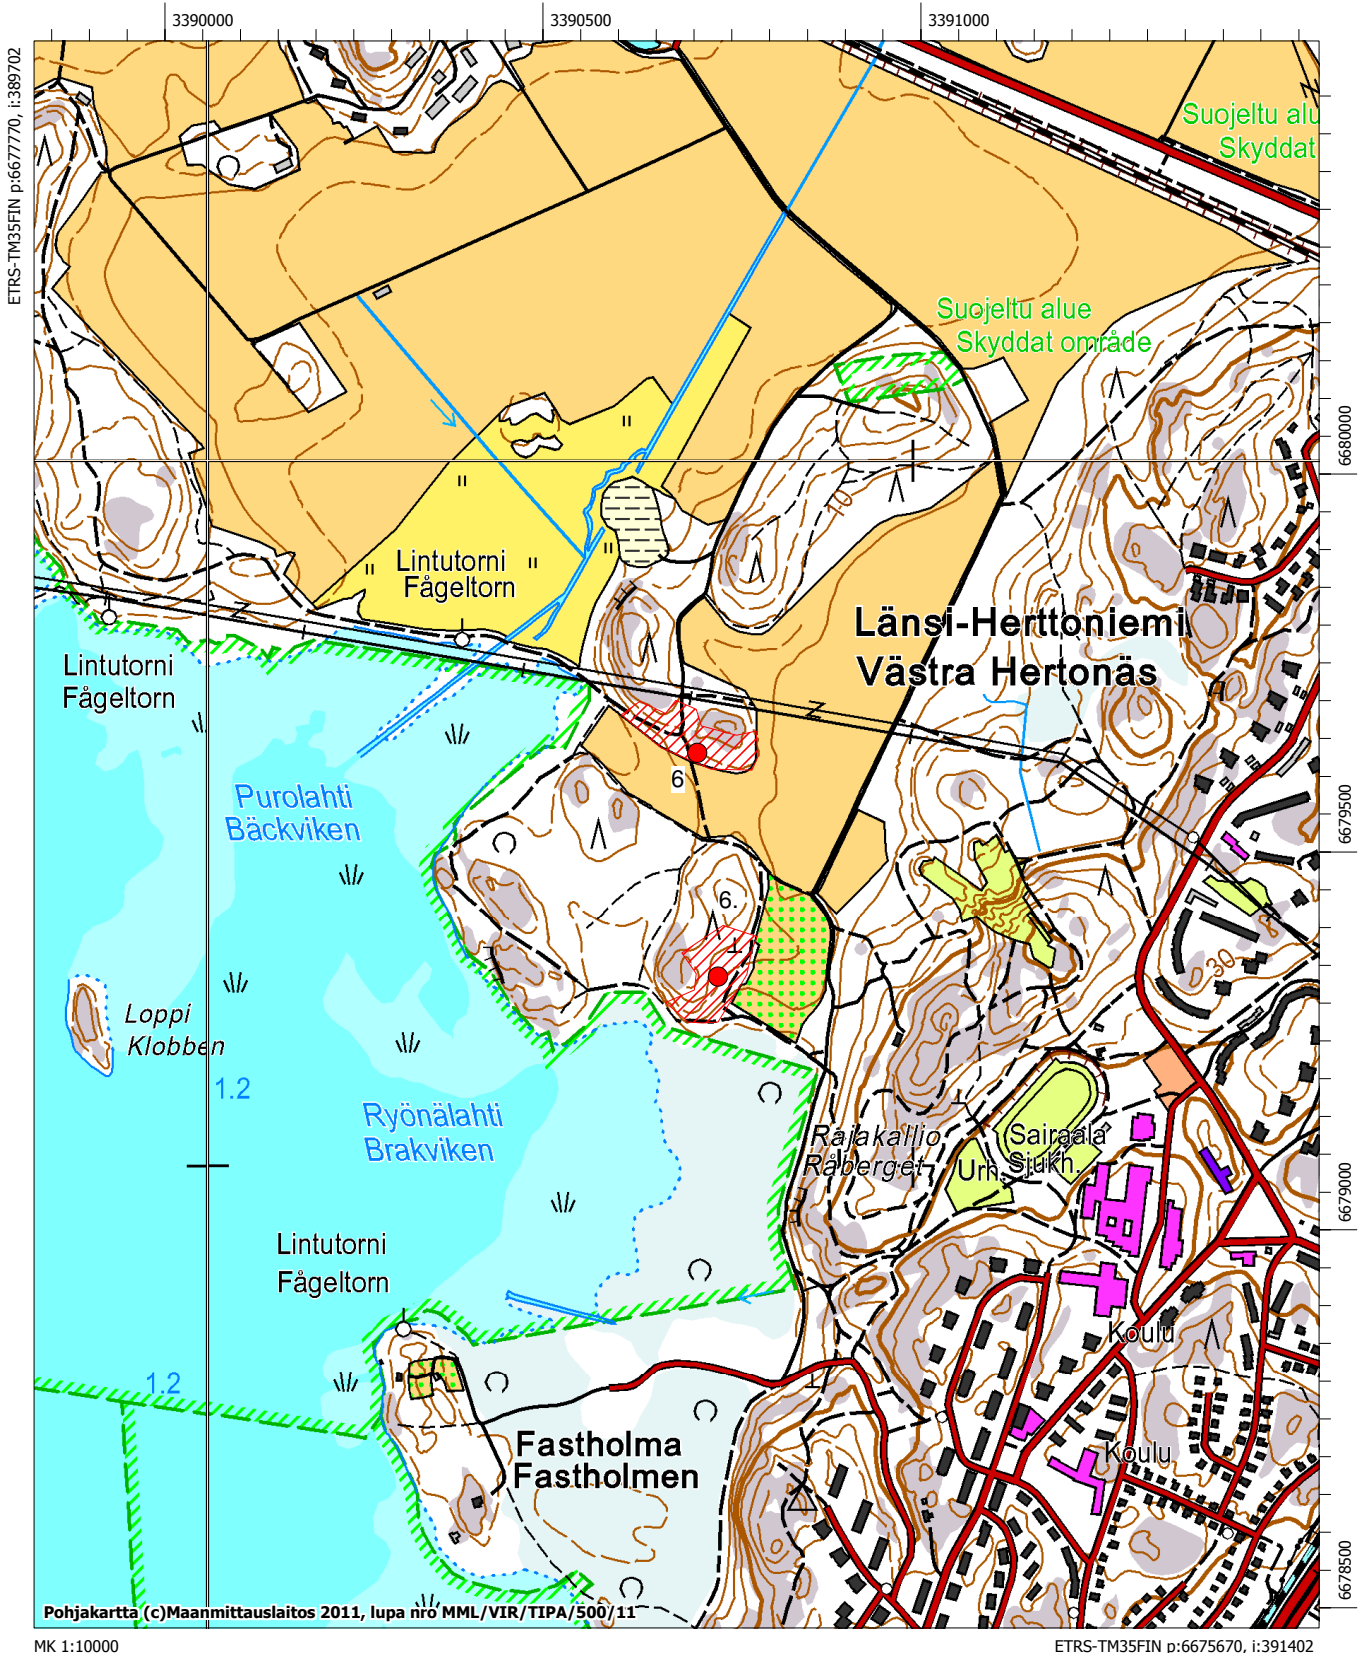 3390000
3390500
3391000
ETRS-TM35FIN p:6677770, i:389702
Suojeltu alu
Skyddat
Suojeltu alue
Skyddat område
10
6680000
Lintutorni
Fågeltorn
Länsi-Herttoniemi
Västra Hertonäs
Lintutorni
Fågeltorn
6
Purolahti
Bäckviken
6679500
6.
30
Loppi
Klobben
1.2
Ryönälahti
Brakviken
Rajakallio
Råberget
Sairaala
Sjukh.
Urh.
6679000
Lintutorni
Fågeltorn
Koulu
1.2
Fastholma
Fastholmen
Koulu
6678500
Pohjakartta (c)Maanmittauslaitos 2011, lupa nro MML/VIR/TIPA/500/11
MK 1:10000
ETRS-TM35FIN p:6675670, i:391402